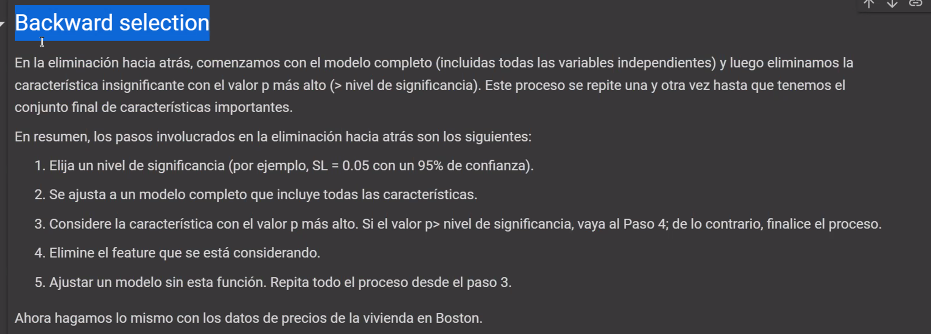 Backward selection
En la eliminación hacia atrás, comenzamos con el modelo completo (incluidas todas las variables independientes) y luego eliminamos la
característica insignificante con el valor p más alto (> nivel de significancia). Este proceso se repite una y otra vez hasta que tenemos el
conjunto final de características importantes.
En resumen, los pasos involucrados en la eliminación hacia atrás son los siguientes:
1. Elija un nivel de significancia (por ejemplo, SL = 0.05 con un 95% de confianza).
2. Se ajusta a un modelo completo que incluye todas las características.
3. Considere la característica con el valor p más alto. Si el valor p> nivel de significancia, vaya al Paso 4; de lo contrario, finalice el proceso.
4. Elimine el feature que se está considerando.
5. Ajustar un modelo sin esta función. Repita todo el proceso desde el paso 3.
Ahora hagamos lo mismo con los datos de precios de la vivienda en Boston.